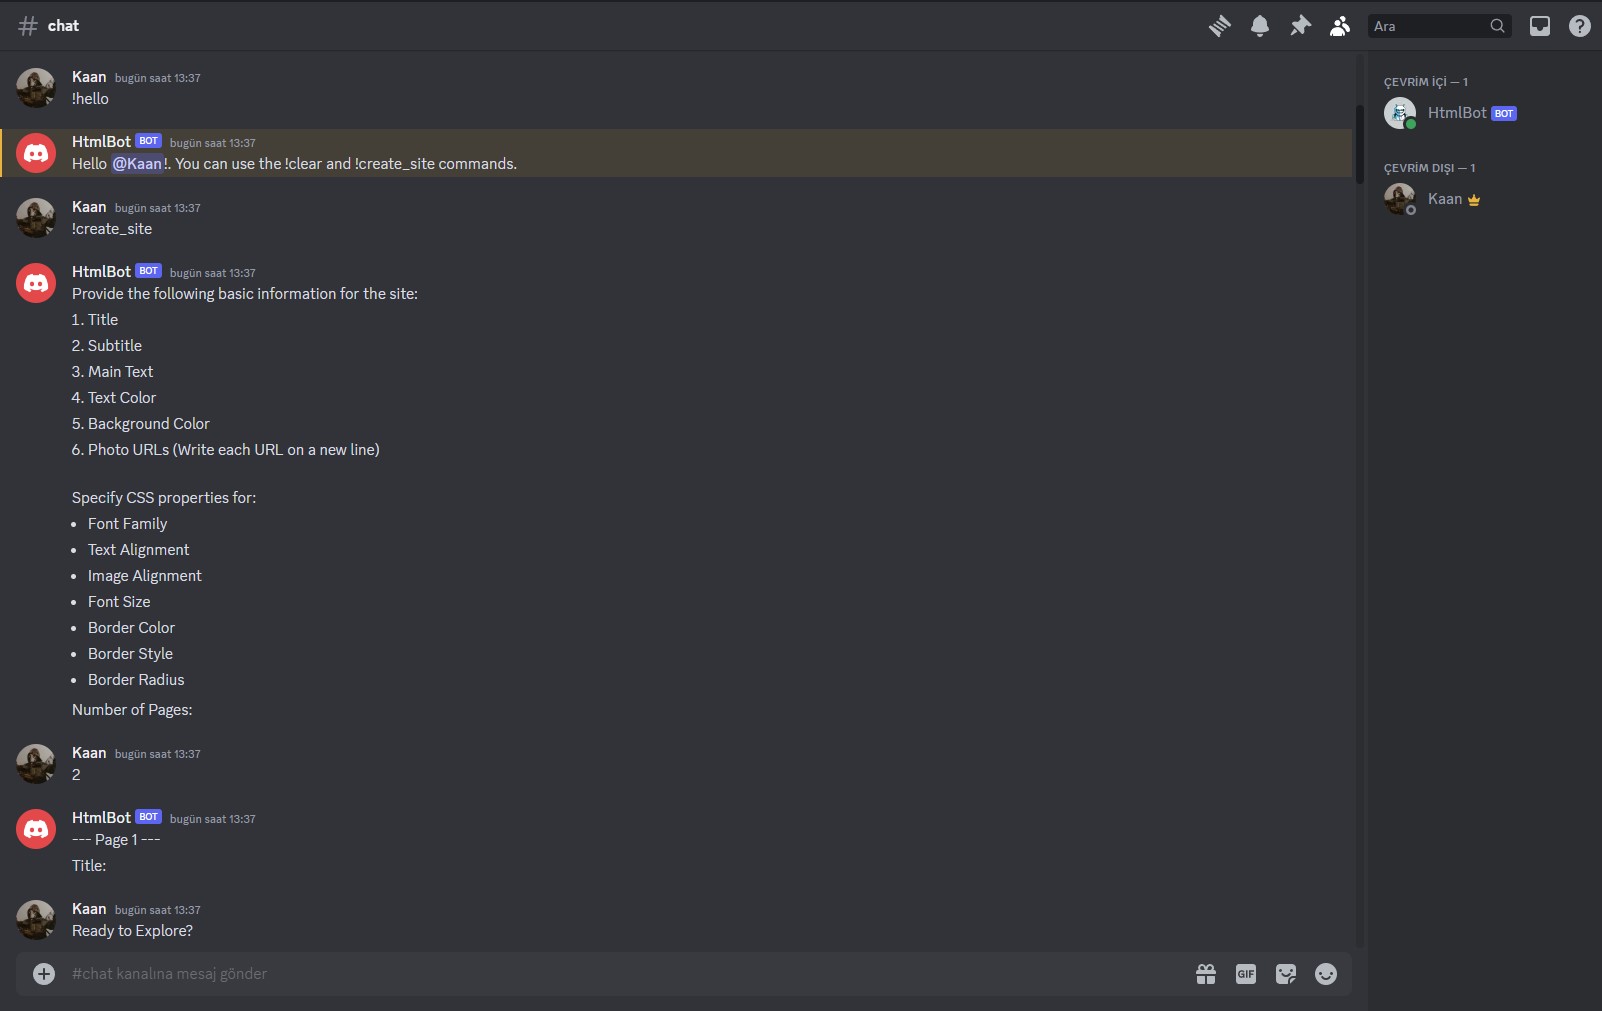 chat
Ara
Kaan bugün saat 13:37
!hello
HtmlBot BOT bugün saat 13:37
Hello @Kaan!. You can use the !clear and !create_site commands.
Kaan bugün saat 13:37
!create_site
HtmlBot BOT bugün saat 13:37
Provide the following basic information for the site:
1. Title
2. Subtitle
3. Main Text
4. Text Color
5. Background Color
6. Photo URLs (Write each URL on a new line)
Specify CSS properties for:
• Font Family
• Text Alignment
• Image Alignment
• Font Size
• Border Color
• Border Style
• Border Radius
Number of Pages:
Kaan bugün saat 13:37
2
HtmlBot BOT bugün saat 13:37
--- Page 1 ---
Title:
Kaan bugün saat 13:37
Ready to Explore?
#chat kanalına mesaj gönder
GIF
ÇEVRİM İÇİ — 1
HtmlBot BOT
ÇEVRİM DIŞI — 1
Kaan